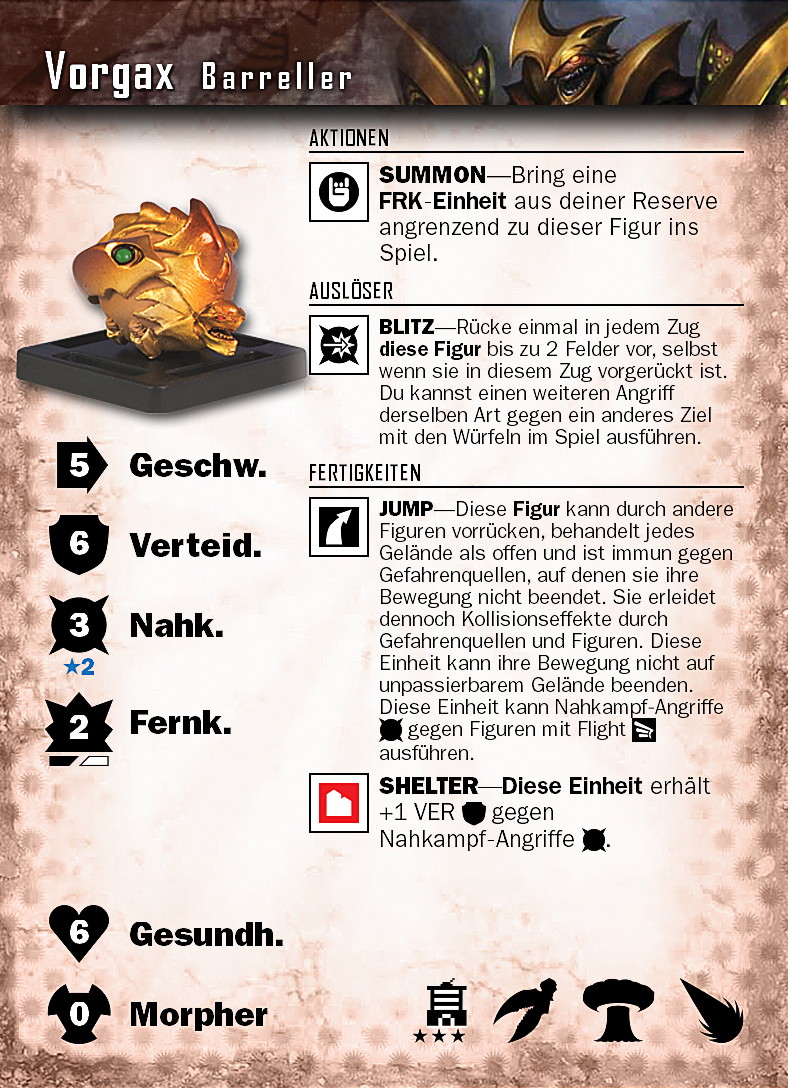 Vorgax Barreller
AKTIONEN
SUMMON—Bring eine
FRK-Einheit aus deiner Reserve
angrenzend zu dieser Figur ins
Spiel.
AUSLÖSER
BLITZ—Rücke einmal in jedem Zug
diese Figur bis zu 2 Felder vor, selbst
wenn sie in diesem Zug vorgerückt ist.
Du kannst einen weiteren Angriff
derselben Art gegen ein anderes Ziel
mit den Würfeln im Spiel ausführen.
FERTIGKEITEN
JUMP—Diese Figur kann durch andere
Figuren vorrücken, behandelt jedes
Gelände als offen und ist immun gegen
Gefahrenquellen, auf denen sie ihre
Bewegung nicht beendet. Sie erleidet
dennoch Kollisionseffekte durch
Gefahrenquellen und Figuren. Diese
Einheit kann ihre Bewegung nicht auf
unpassierbarem Gelände beenden.
Diese Einheit kann Nahkampf-Angriffe
gegen Figuren mit Flight
ausführen.
SHELTER—Diese Einheit erhält
+1 VER gegen
Nahkampf-Angriffe .
5 Geschw.
6 Verteid.
3 Nahk.
★2
2 Fernk.
6 Gesundh.
0 Morpher
★★★